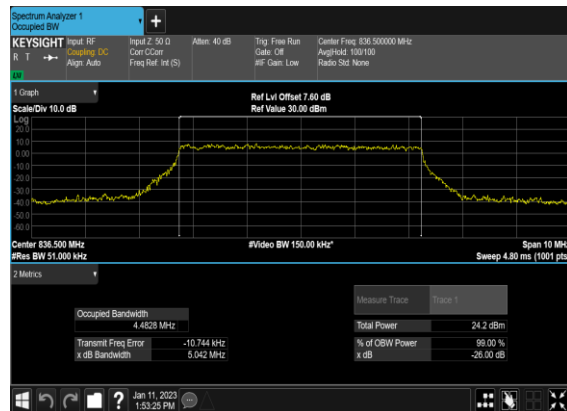 Spectrum Analyzer 1
Occupied BW
KEYSIGHT Input: RF Input Z: 50 Ω Atten: 40 dB Trig: Free Run Center Freq: 836.500000 MHz
R T Coupling: DC Corr CCorr Gate: Off Avg|Hold: 100/100
Align: Auto Freq Ref: Int (S) #IF Gain: Low Radio Std: None
LW
1 Graph
Ref Lvl Offset 7.60 dB
Scale/Div 10.0 dB Ref Value 30.00 dBm
Log
20.0
10.0
0.00
-10.0
-20.0
-30.0
-40.0
-50.0
-60.0
Center 836.500 MHz #Video BW 150.00 kHz* Span 10 MHz
#Res BW 51.000 kHz Sweep 4.80 ms (1001 pts
2 Metrics
Measure Trace Trace 1
Occupied Bandwidth
4.4828 MHz
Total Power 24.2 dBm
Transmit Freq Error -10.744 kHz % of OBW Power 99.00 %
x dB Bandwidth 5.042 MHz x dB -26.00 dB
Jan 11, 2023
1:53:25 PM